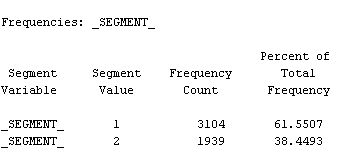 Frequencies: _SEGMENT_
Percent of
Segment Segment Frequency Total
Variable Value Count Frequency
_SEGMENT_ 1 3104 61.5507
_SEGMENT_ 2 1939 38.4493